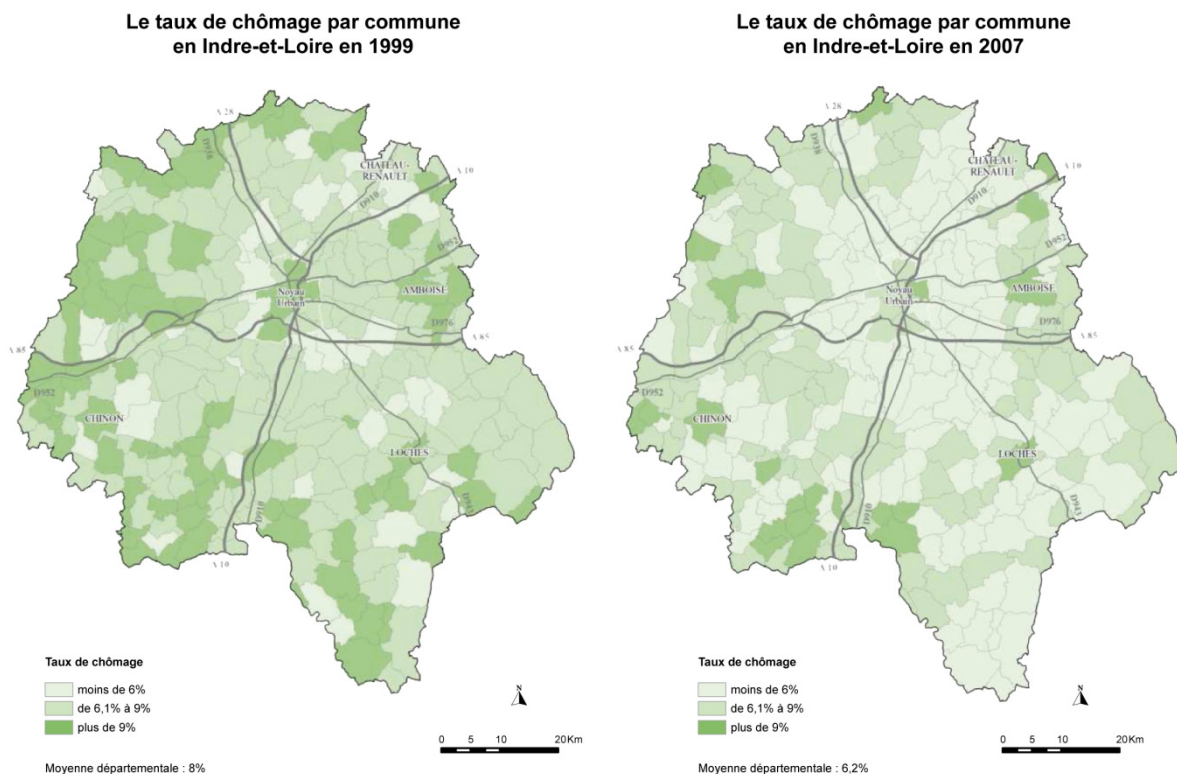 Le taux de chômage par commune
en Indre-et-Loire en 1999
A 28
D938
CHATEAU-
RENAULT
A 10
D910
D952
Noyau
Urbain
AMBOISE
D976
A 85
A 85
D952
CHINON
LOCHES
D910
D943
A 10
Taux de chômage
moins de 6%
de 6,1% à 9%
plus de 9%
N
0 5 10 20Km
Moyenne départementale : 8%
Le taux de chômage par commune
en Indre-et-Loire en 2007
A 28
D938
CHATEAU-
RENAULT
A 10
D910
D952
Noyau
Urbain
AMBOISE
D976
A 85
A 85
D952
CHINON
LOCHES
D910
D943
A 10
Taux de chômage
moins de 6%
de 6,1% à 9%
plus de 9%
N
0 5 10 20Km
Moyenne départementale : 6,2%